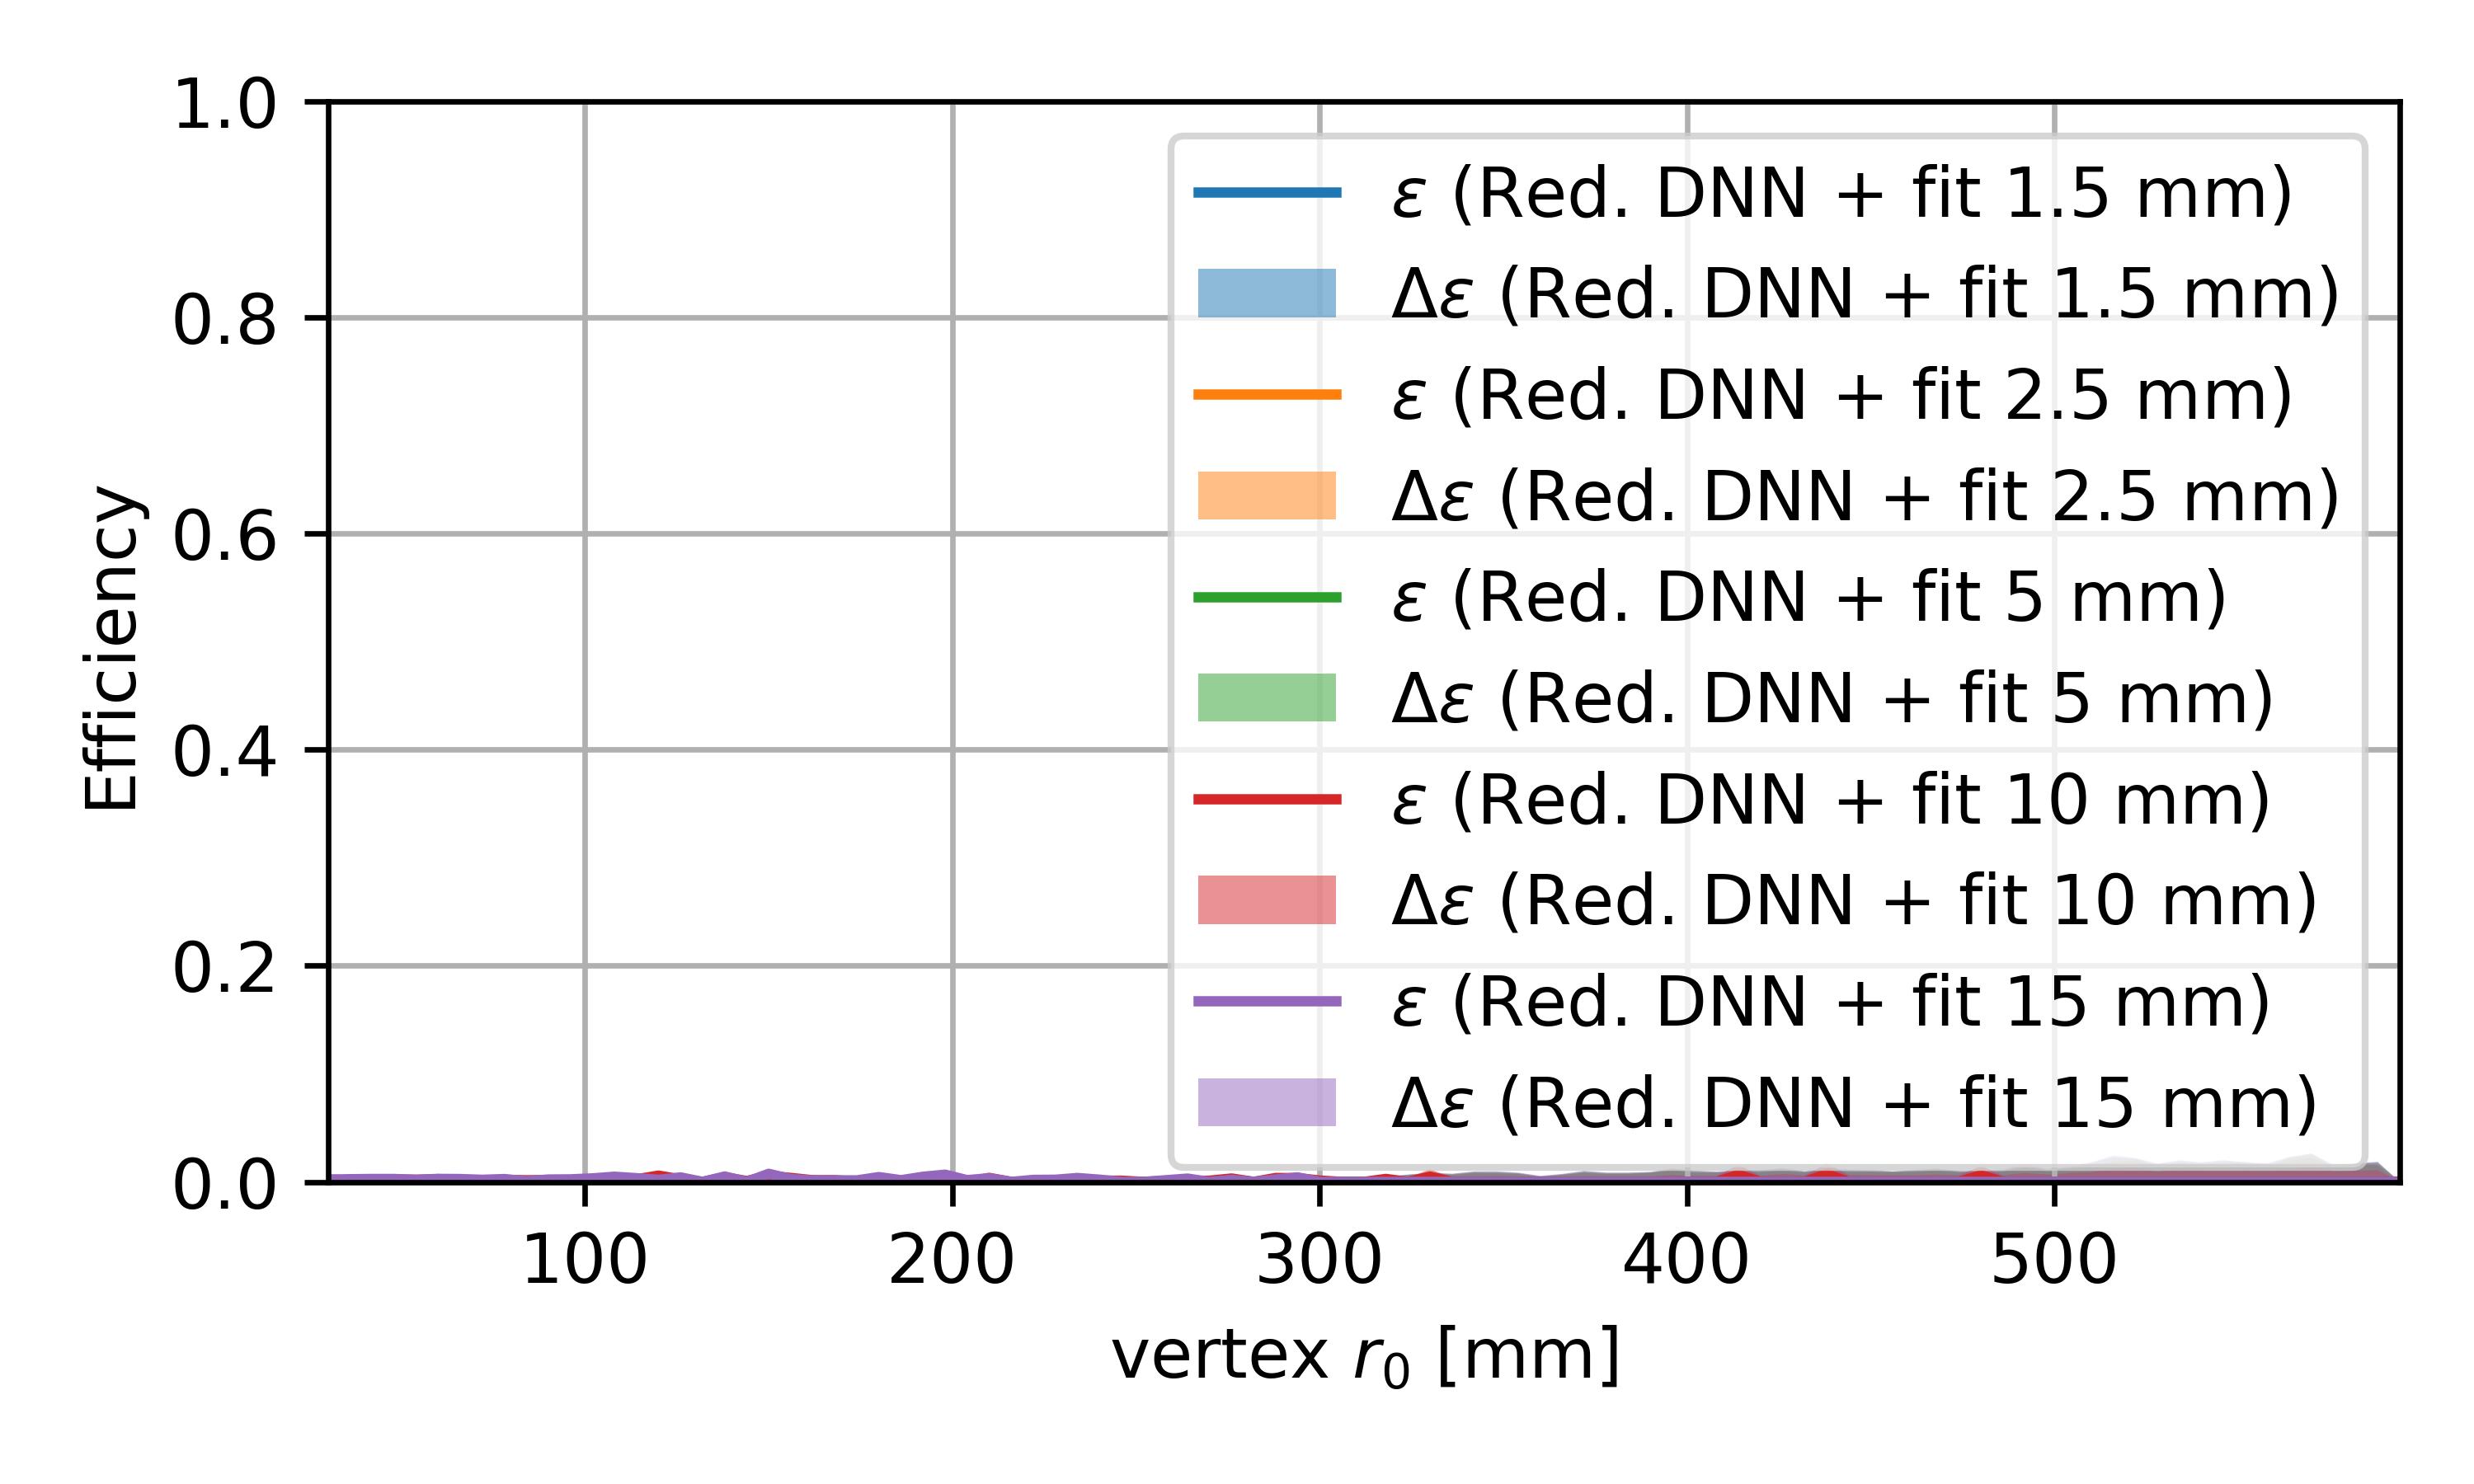 1.0
0.8
0.6
0.4
0.2
0.0
Efficiency
ε (Red. DNN + fit 1.5 mm)
Δε (Red. DNN + fit 1.5 mm)
ε (Red. DNN + fit 2.5 mm)
Δε (Red. DNN + fit 2.5 mm)
ε (Red. DNN + fit 5 mm)
Δε (Red. DNN + fit 5 mm)
ε (Red. DNN + fit 10 mm)
Δε (Red. DNN + fit 10 mm)
ε (Red. DNN + fit 15 mm)
Δε (Red. DNN + fit 15 mm)
100 200 300 400 500
vertex r₀ [mm]